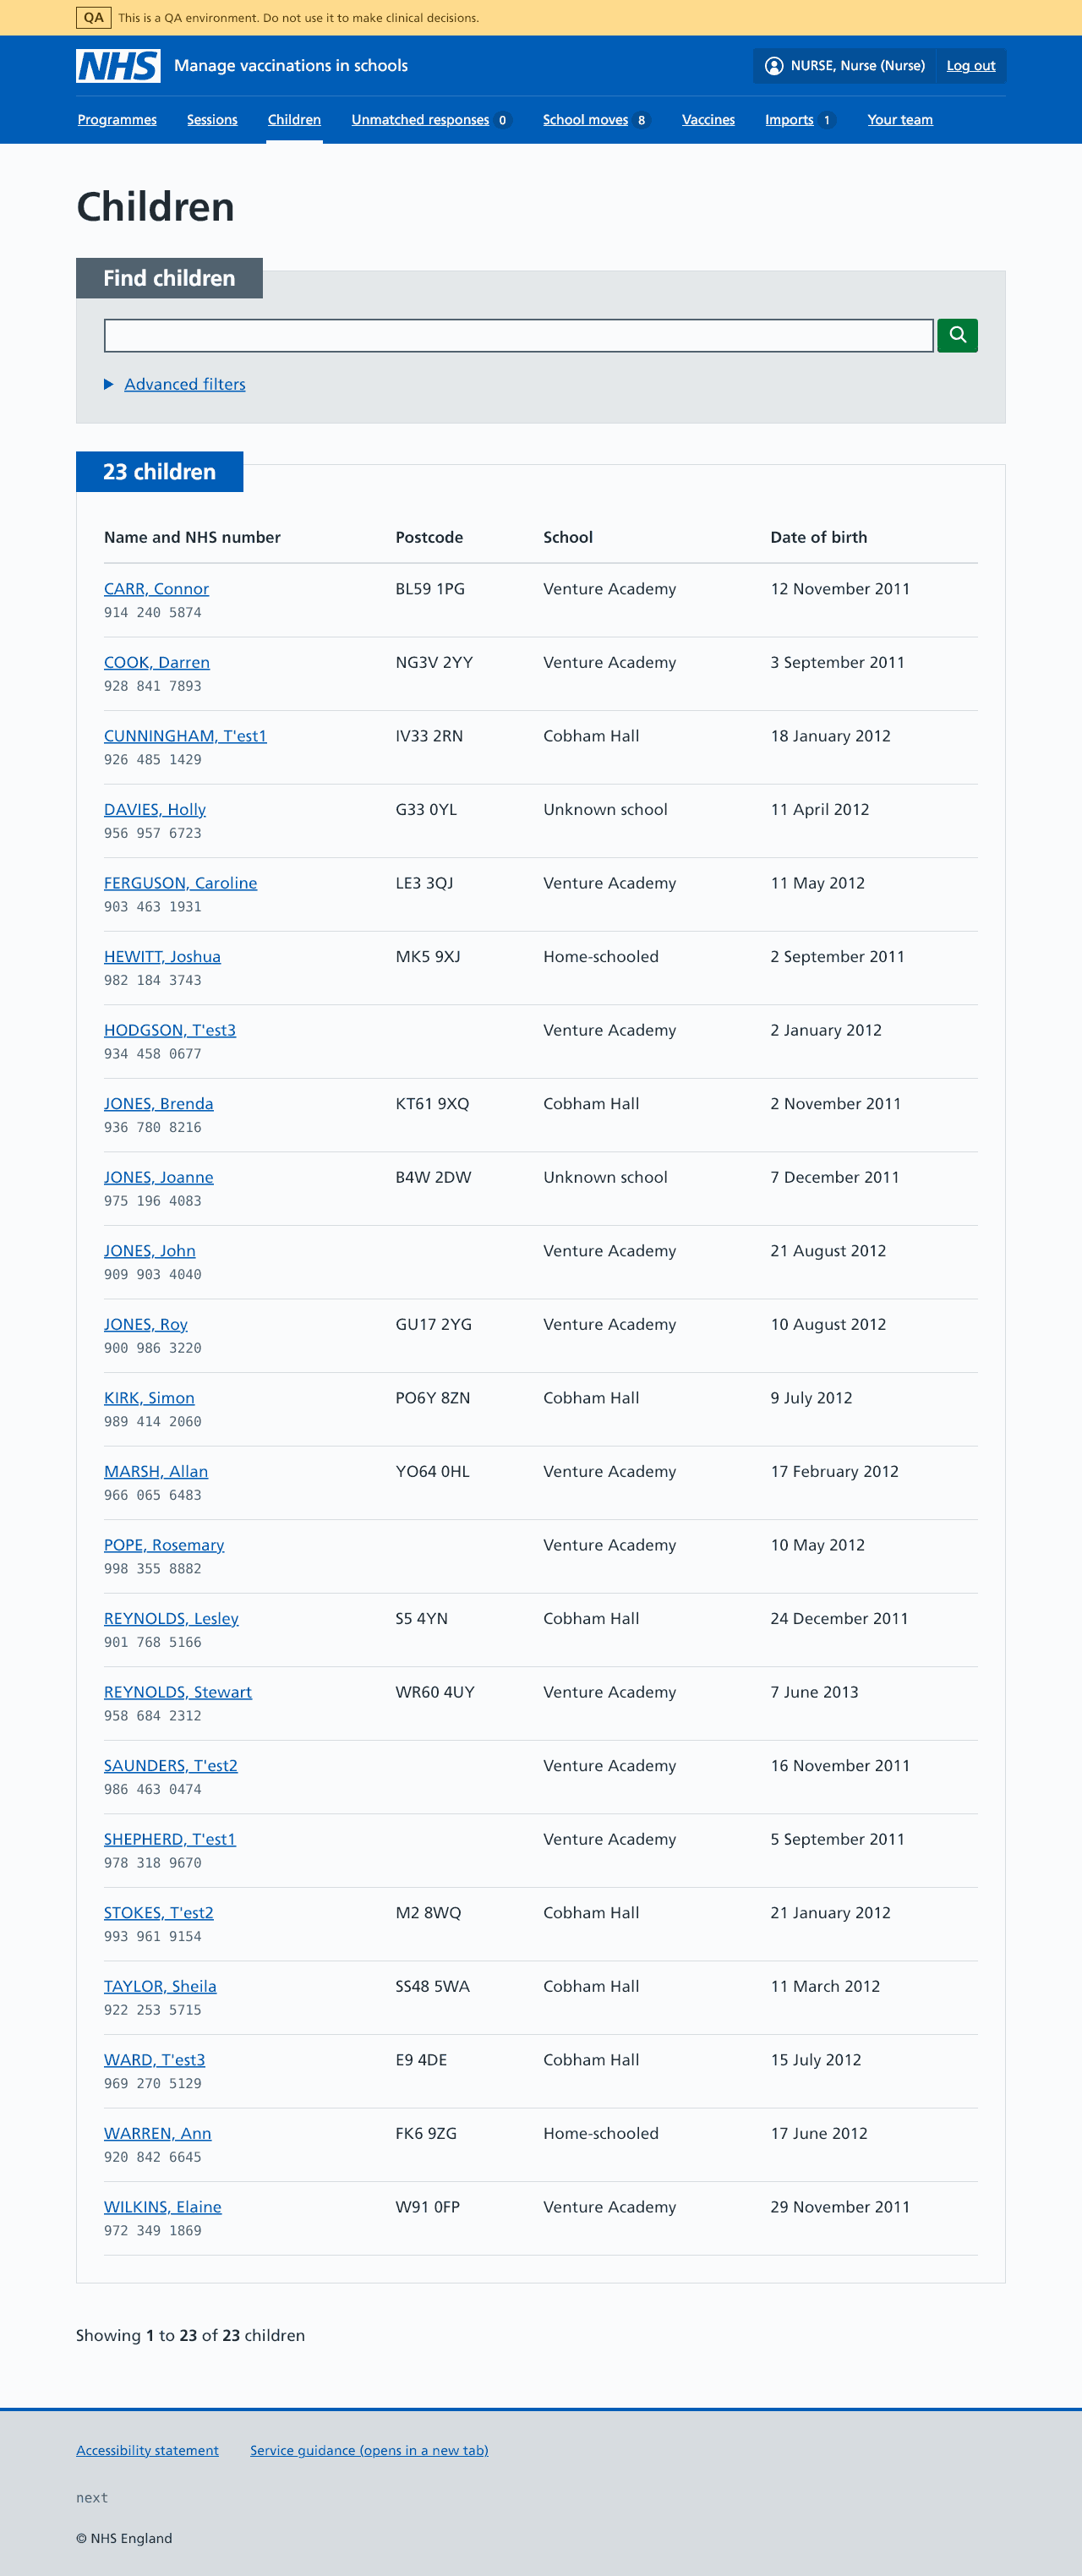 QA This is a QA environment. Do not use it to make clinical decisions.
NHS Manage vaccinations in schools NURSE, Nurse (Nurse) Log out
Programmes Sessions Children Unmatched responses 0 School moves 8 Vaccines Imports 1 Your team
Children
Find children
Advanced filters
23 children
Name and NHS number Postcode School Date of birth
CARR, Connor BL59 1PG Venture Academy 12 November 2011
914 240 5874
COOK, Darren NG3V 2YY Venture Academy 3 September 2011
928 841 7893
CUNNINGHAM, T'est1 IV33 2RN Cobham Hall 18 January 2012
926 485 1429
DAVIES, Holly G33 0YL Unknown school 11 April 2012
956 957 6723
FERGUSON, Caroline LE3 3QJ Venture Academy 11 May 2012
903 463 1931
HEWITT, Joshua MK5 9XJ Home-schooled 2 September 2011
982 184 3743
HODGSON, T'est3 Venture Academy 2 January 2012
934 458 0677
JONES, Brenda KT61 9XQ Cobham Hall 2 November 2011
936 780 8216
JONES, Joanne B4W 2DW Unknown school 7 December 2011
975 196 4083
JONES, John Venture Academy 21 August 2012
909 903 4040
JONES, Roy GU17 2YG Venture Academy 10 August 2012
900 986 3220
KIRK, Simon PO6Y 8ZN Cobham Hall 9 July 2012
989 414 2060
MARSH, Allan YO64 0HL Venture Academy 17 February 2012
966 065 6483
POPE, Rosemary Venture Academy 10 May 2012
998 355 8882
REYNOLDS, Lesley S5 4YN Cobham Hall 24 December 2011
901 768 5166
REYNOLDS, Stewart WR60 4UY Venture Academy 7 June 2013
958 684 2312
SAUNDERS, T'est2 Venture Academy 16 November 2011
986 463 0474
SHEPHERD, T'est1 Venture Academy 5 September 2011
978 318 9670
STOKES, T'est2 M2 8WQ Cobham Hall 21 January 2012
993 961 9154
TAYLOR, Sheila SS48 5WA Cobham Hall 11 March 2012
922 253 5715
WARD, T'est3 E9 4DE Cobham Hall 15 July 2012
969 270 5129
WARREN, Ann FK6 9ZG Home-schooled 17 June 2012
920 842 6645
WILKINS, Elaine W91 0FP Venture Academy 29 November 2011
972 349 1869
Showing 1 to 23 of 23 children
Accessibility statement Service guidance (opens in a new tab)
next
© NHS England